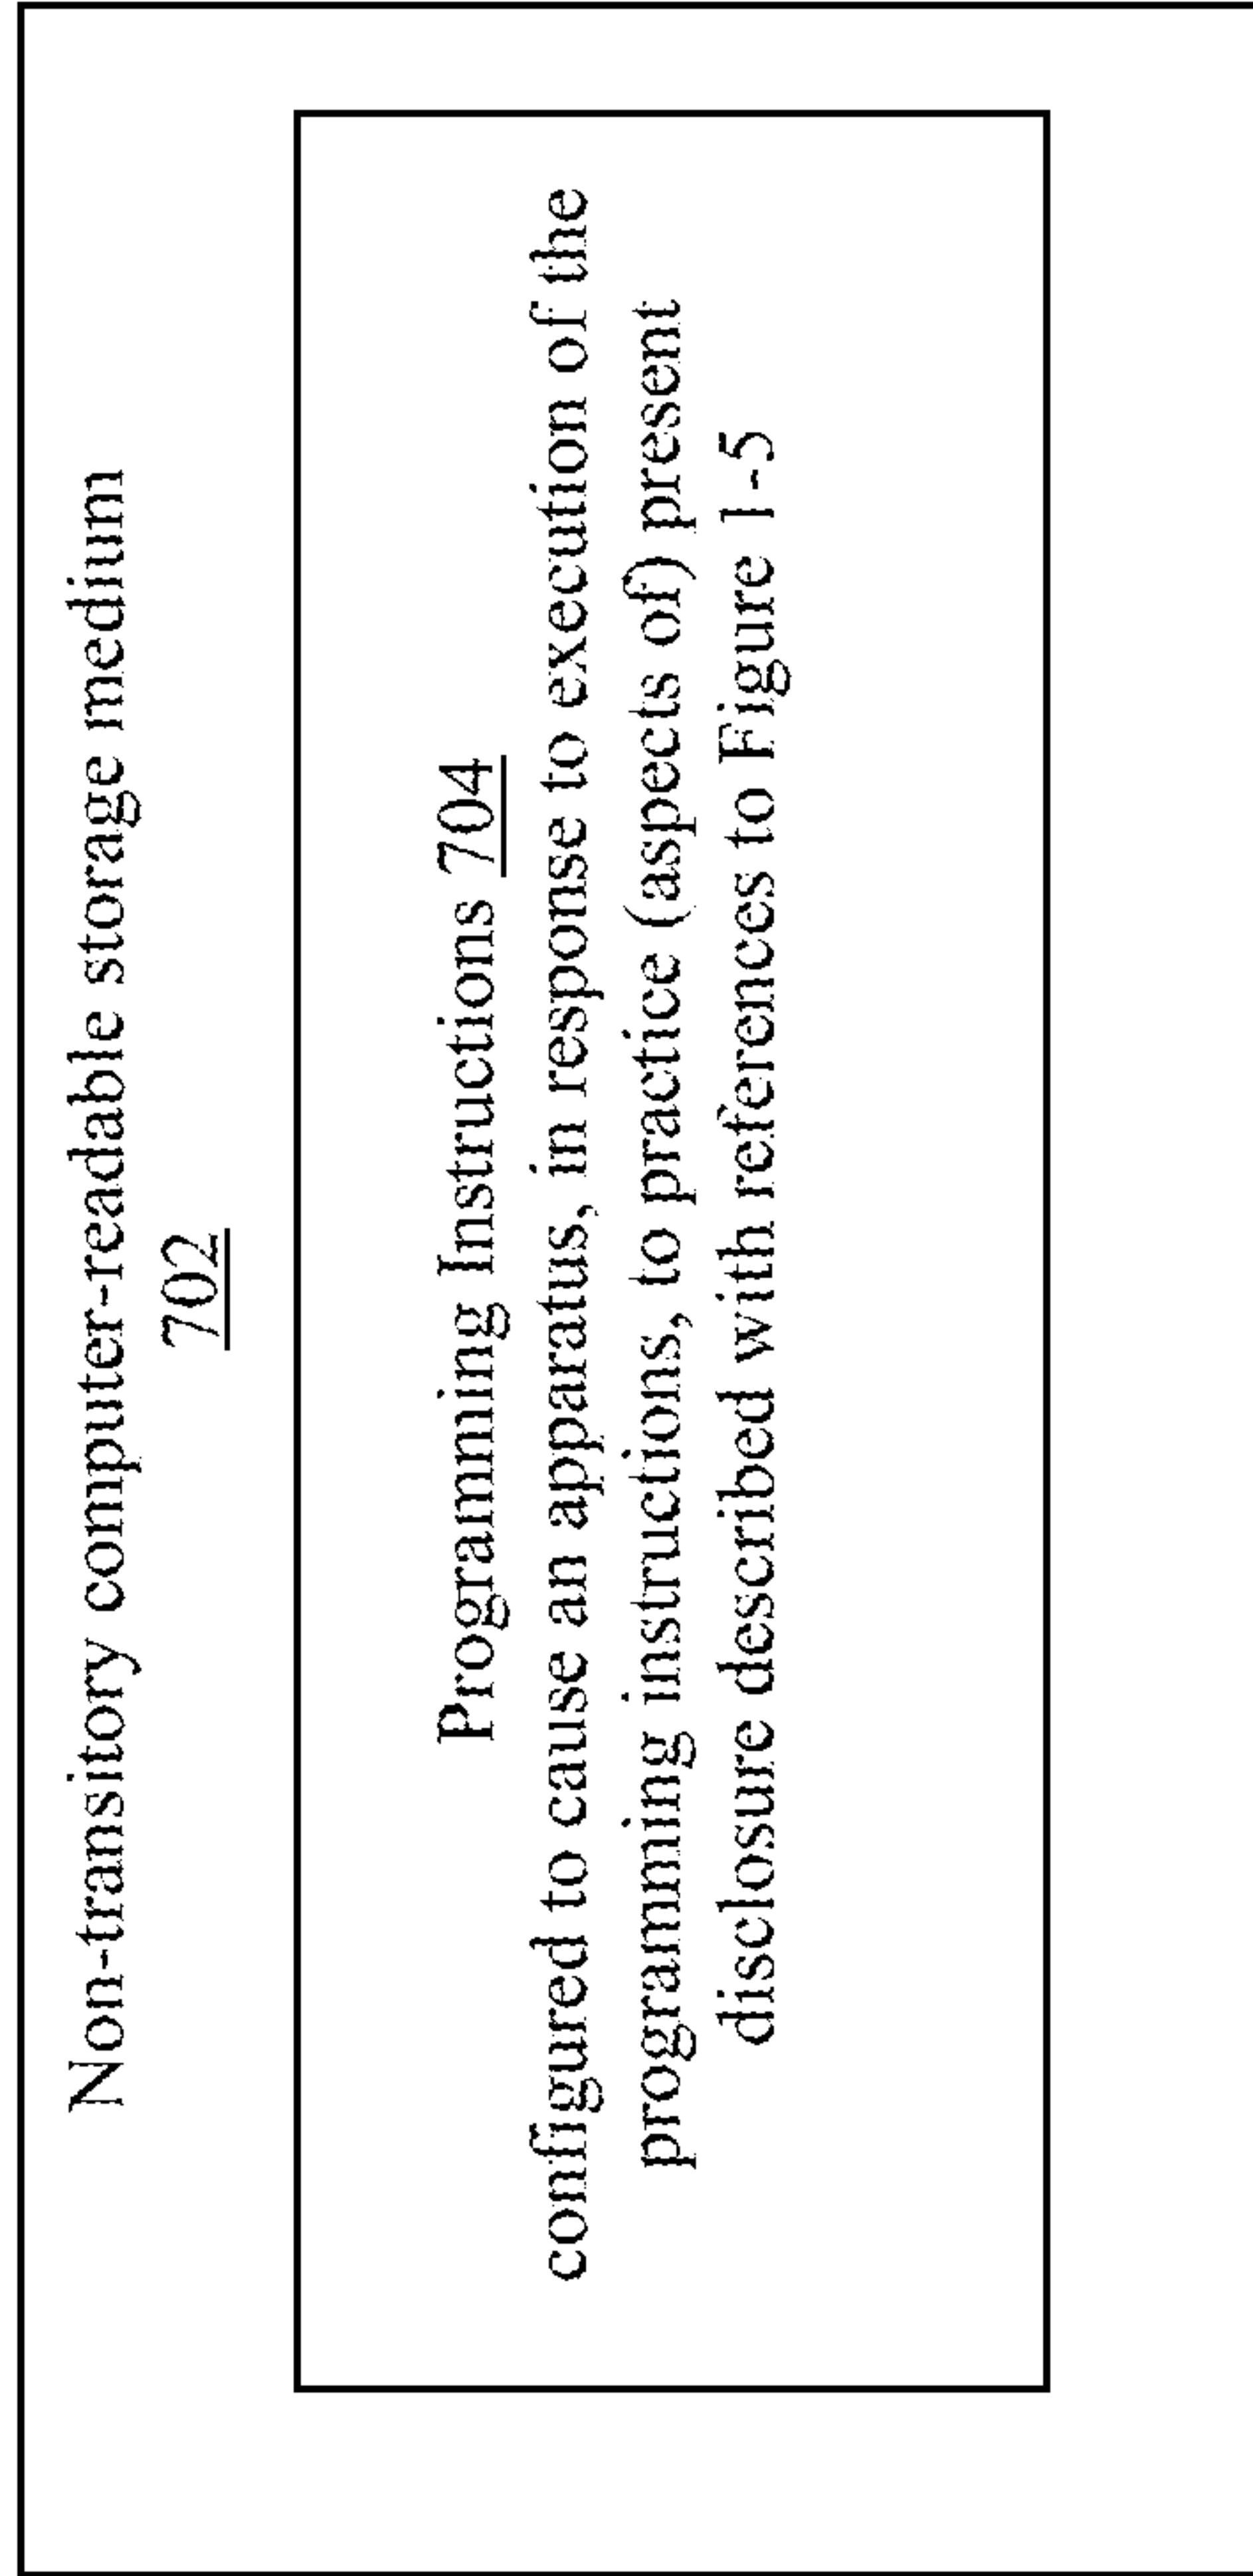 Non-transitory computer-readable storage medium
702
Programming Instructions 704
configured to cause an apparatus, in response to execution of the
programming instructions, to practice (aspects of) present
disclosure described with references to Figure 1-5